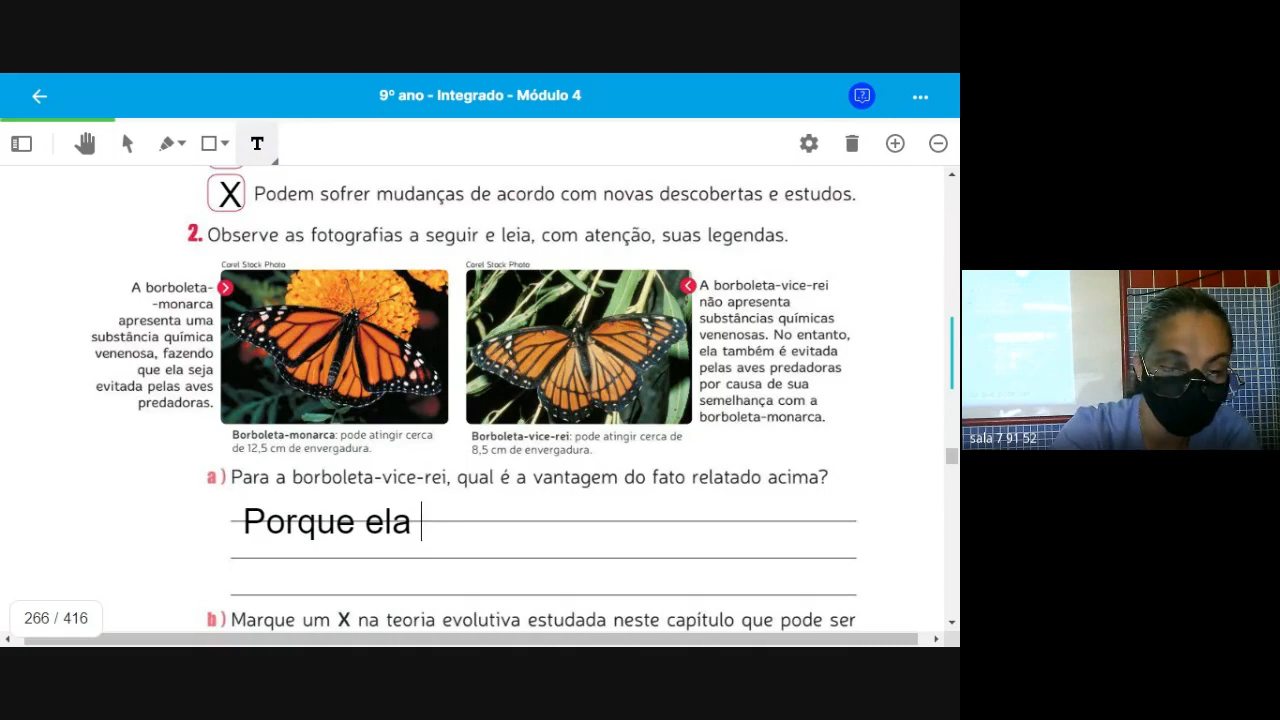 9º ano - Integrado - Módulo 4
T
X Podem sofrer mudanças de acordo com novas descobertas e estudos.
2. Observe as fotografias a seguir e leia, com atenção, suas legendas.
Corel Stock Photo
Corel Stock Photo
A borboleta-
-monarca
apresenta uma
substância química
venenosa, fazendo
que ela seja
evitada pelas aves
predadoras.
A borboleta-vice-rei
não apresenta
substâncias químicas
venenosas. No entanto,
ela também é evitada
pelas aves predadoras
por causa de sua
semelhança com a
borboleta-monarca.
Borboleta-monarca: pode atingir cerca
de 12,5 cm de envergadura.
Borboleta-vice-rei: pode atingir cerca de
8,5 cm de envergadura.
a) Para a borboleta-vice-rei, qual é a vantagem do fato relatado acima?
Porque ela
b) Marque um X na teoria evolutiva estudada neste capítulo que pode ser
266 / 416
sala 7 91 52